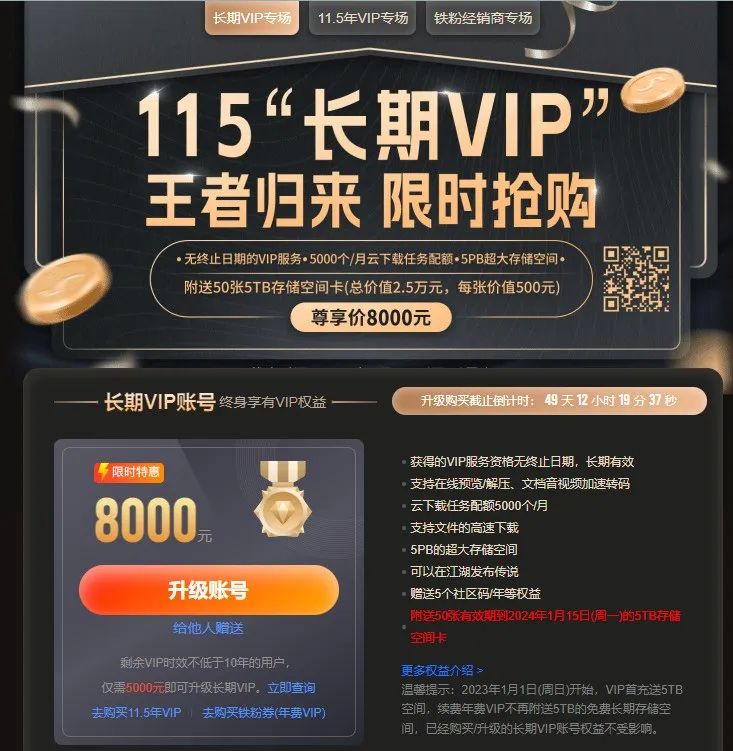 长期VIP专场
11.5年VIP专场
铁粉经销商专场
115“长期VIP”
王者归来 限时抢购
•无终止日期的VIP服务•5000个/月云下载任务配额•5PB超大存储空间•
附送50张5TB存储空间卡(总价值2.5万元，每张价值500元)
尊享价8000元
长期VIP账号 终身享有VIP权益
限时特惠
8000元
升级账号
给他人赠送
剩余VIP时效不低于10年的用户，
仅需5000元即可升级长期VIP。立即查询
去购买11.5年VIP | 去购买铁粉券(年费VIP)
升级购买截止倒计时： 49 天 12 小时 19 分 37 秒
获得的VIP服务资格无终止日期，长期有效
支持在线预览/解压、文档音视频加速转码
云下载任务配额5000个/月
支持文件的高速下载
5PB的超大存储空间
可以在江湖发布传说
赠送5个社区码/年等权益
附送50张有效期到2024年1月15日(周一)的5TB存储
空间卡
更多权益介绍 >
温馨提示：2023年1月1日(周日)开始，VIP首充送5TB
空间，续费年费VIP不再附送5TB的免费长期存储空
间，已经购买/升级的长期VIP账号权益不受影响。